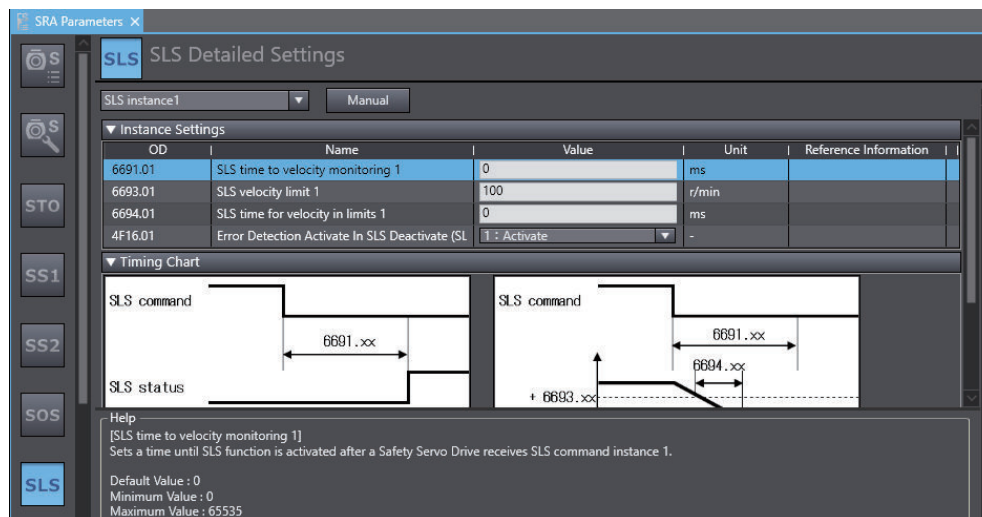 SRA Parameters ×
SLS SLS Detailed Settings
SLS instance1 ▼ Manual
▼ Instance Settings
OD Name Value Unit Reference Information
6691.01 SLS time to velocity monitoring 1 0 ms
6693.01 SLS velocity limit 1 100 r/min
6694.01 SLS time for velocity in limits 1 0 ms
4F16.01 Error Detection Activate In SLS Deactivate (SL 1 : Activate ▼ -
▼ Timing Chart
SLS command
6691.xx
SLS status
SLS command
6691.xx
6694.xx
+ 6693.xx
Help
[SLS time to velocity monitoring 1]
Sets a time until SLS function is activated after a Safety Servo Drive receives SLS command instance 1.
Default Value : 0
Minimum Value : 0
Maximum Value : 65535
S
S
STO
SS1
SS2
SOS
SLS